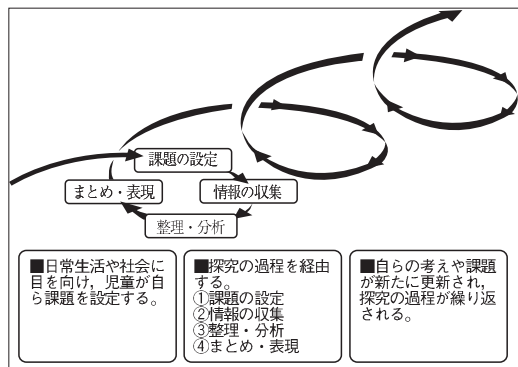 課題の設定
まとめ・表現
情報の収集
整理・分析
■日常生活や社会に
目を向け，児童が自
ら課題を設定する。
■探究の過程を経由
する。
①課題の設定
②情報の収集
③整理・分析
④まとめ・表現
■自らの考えや課題
が新たに更新され，
探究の過程が繰り返
される。